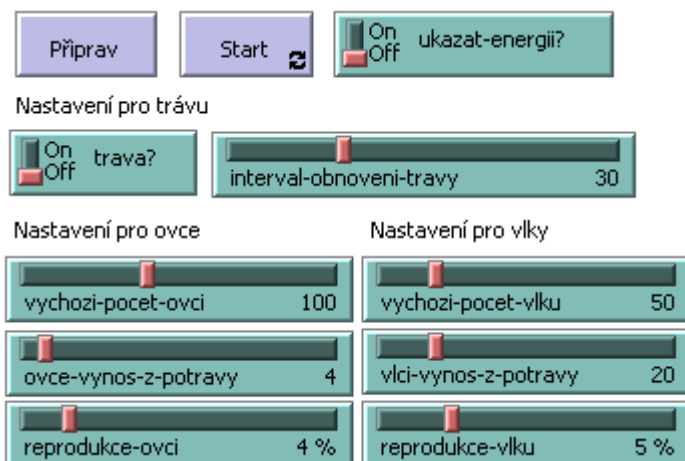 Připrav
Start
On
Off
ukazat-energii?
Nastavení pro trávu
On
Off
trava?
interval-obnoveni-travy 30
Nastavení pro ovce
Nastavení pro vlky
vychozi-pocet-ovci 100
vychozi-pocet-vlku 50
ovce-vynos-z-potravy 4
vlci-vynos-z-potravy 20
reprodukce-ovci 4 %
reprodukce-vlku 5 %